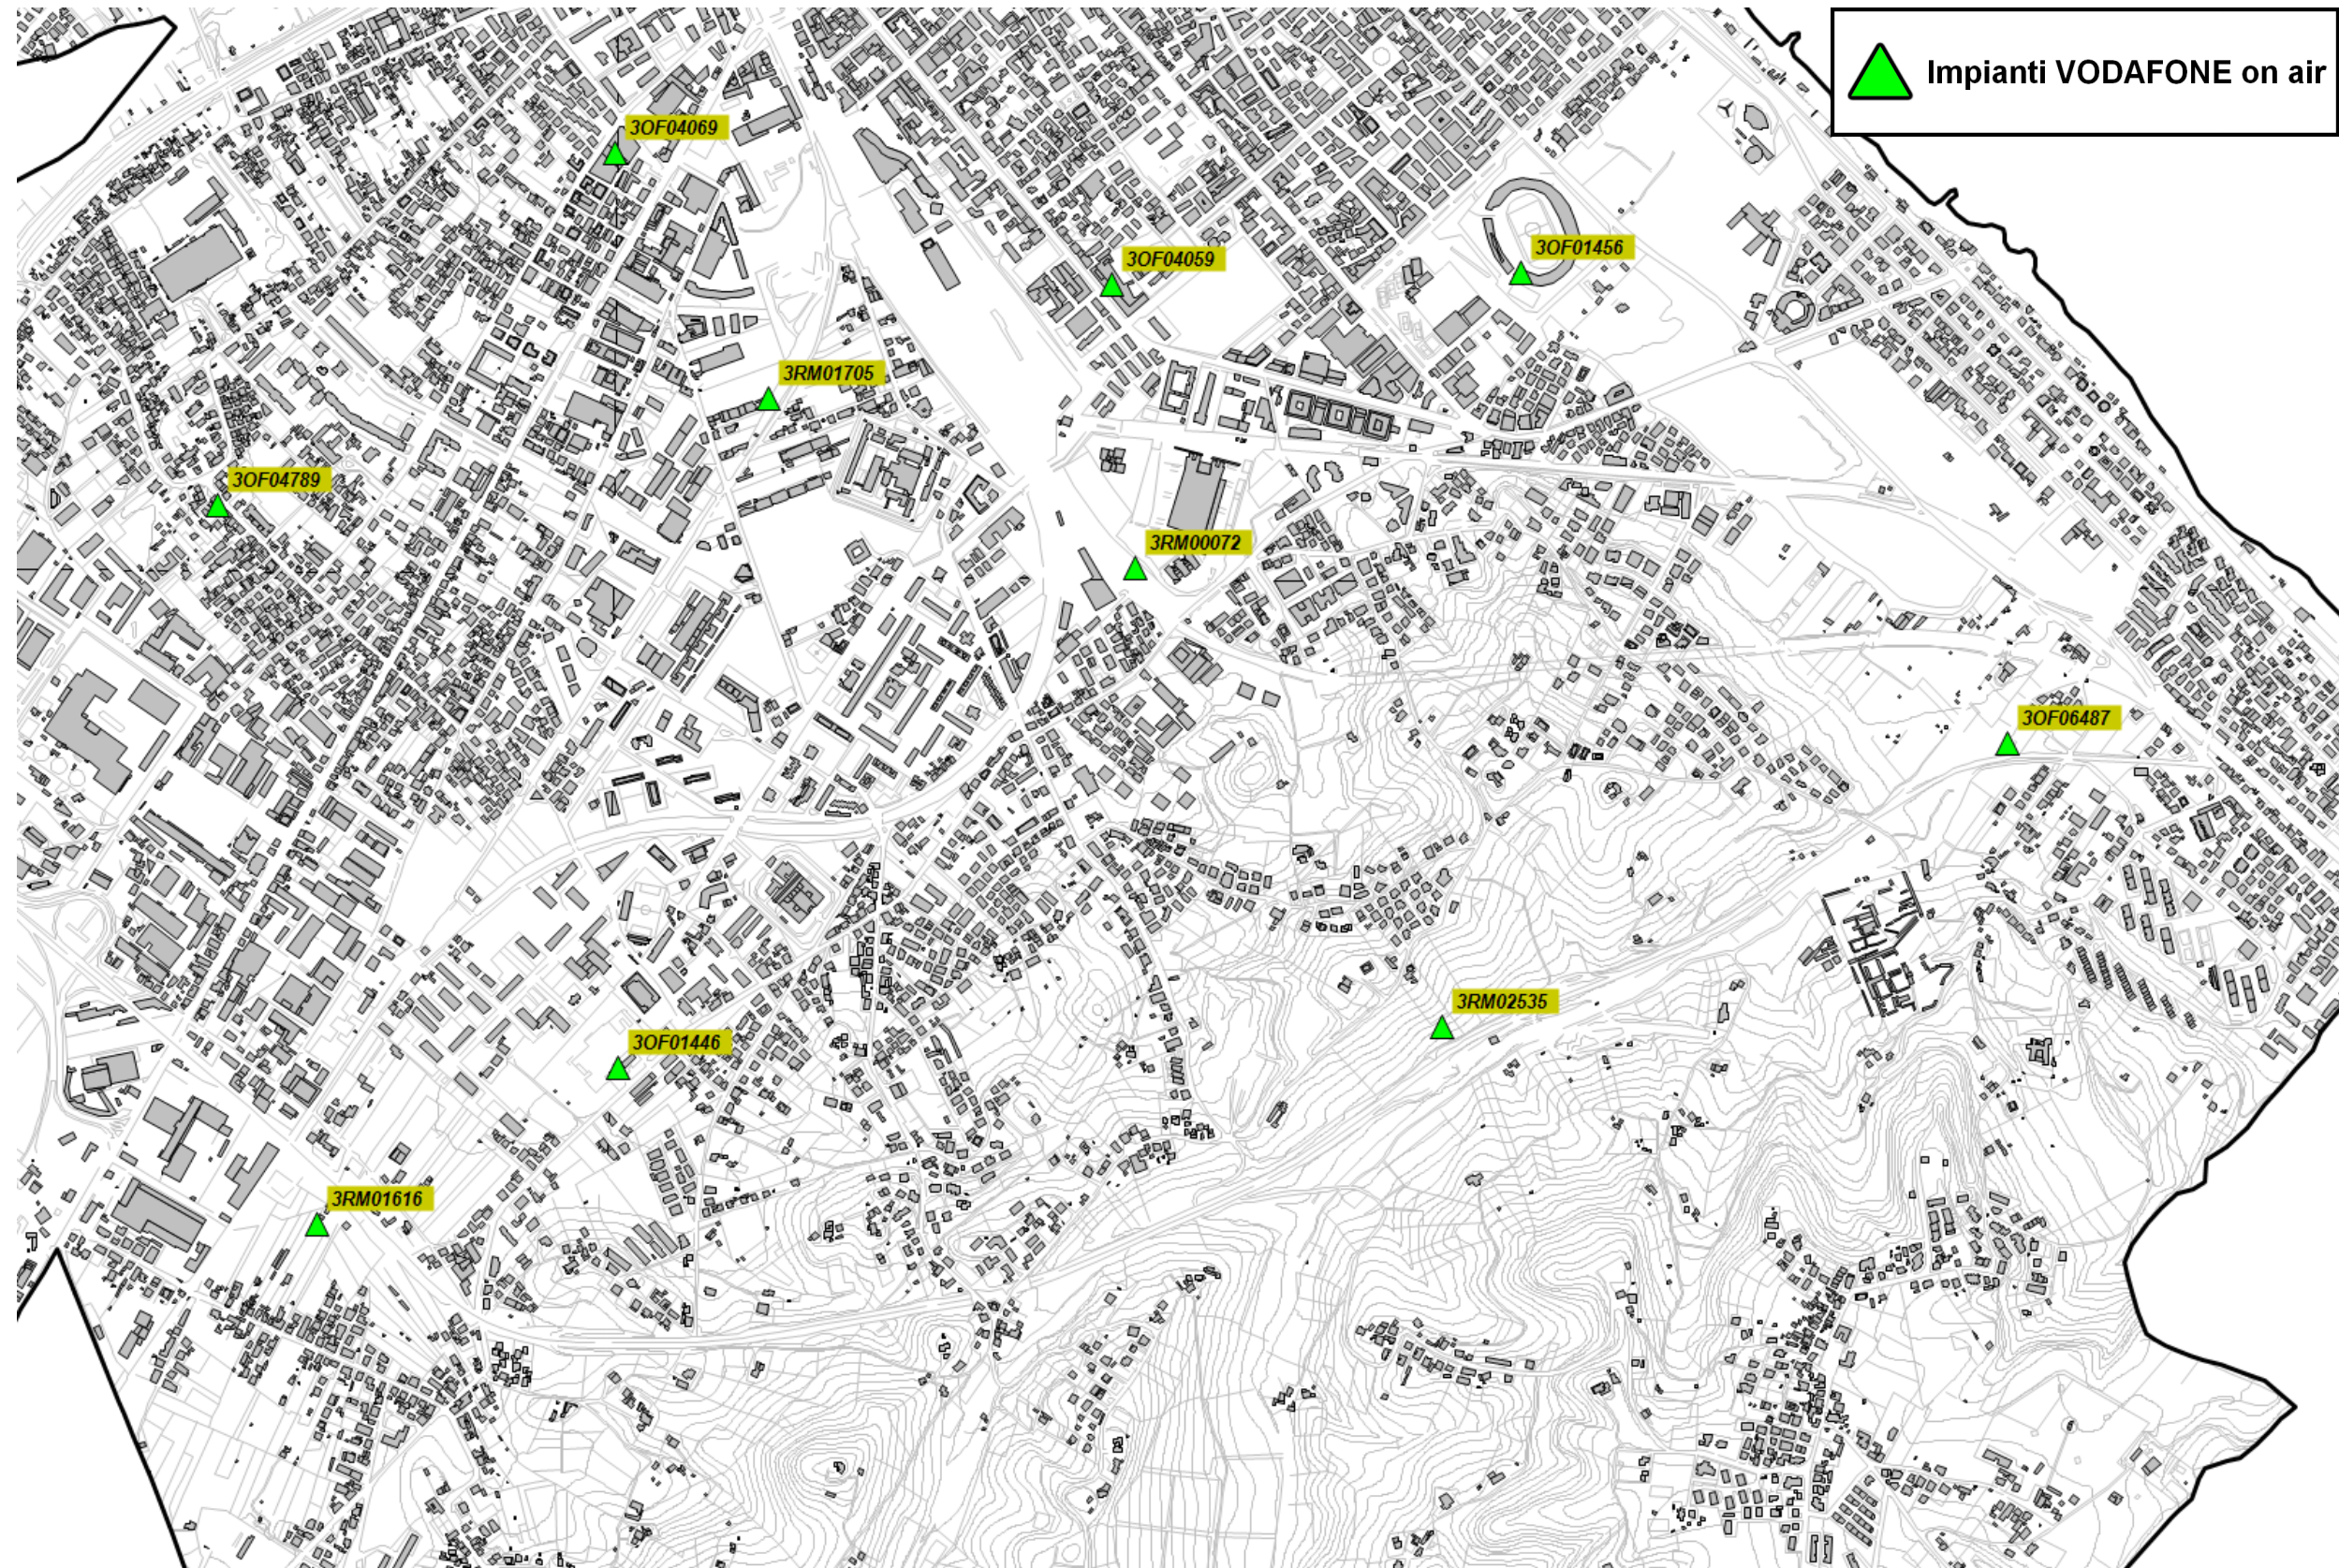 Impianti VODAFONE on air
3OF04069
3OF01456
3OF04059
3RM01705
3OF04789
3RM00072
3OF06487
3RM02535
3OF01446
3RM01616